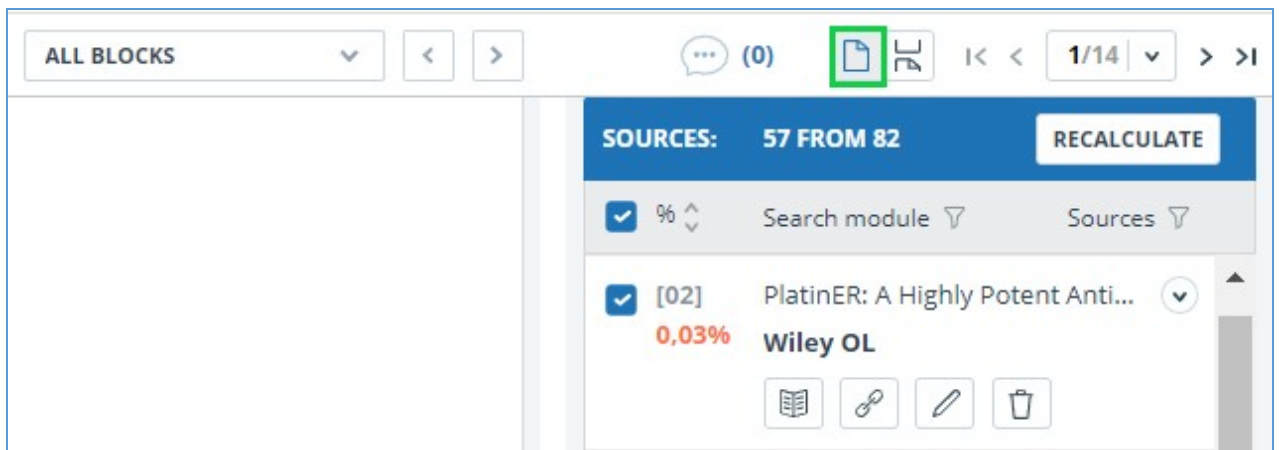 ALL BLOCKS (0) 1/14
SOURCES: 57 FROM 82 RECALCULATE
% Search module Sources
[02] PlatinER: A Highly Potent Anti...
0,03% Wiley OL